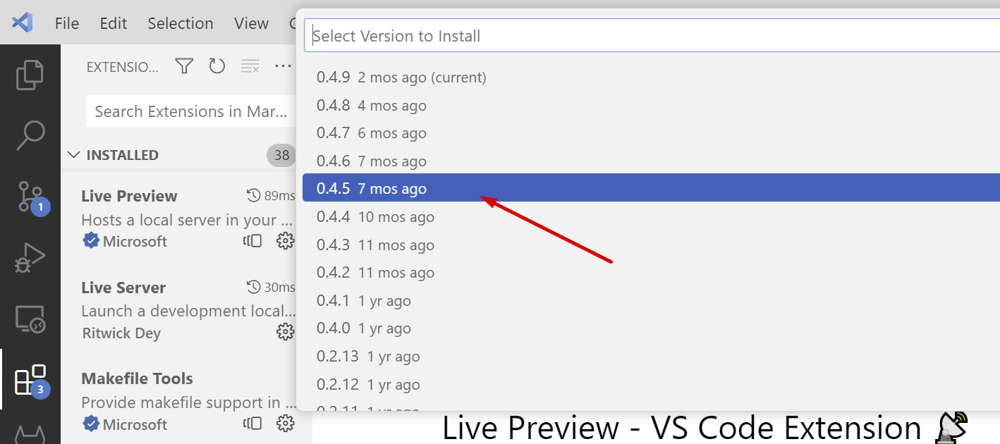 File Edit Selection View
Select Version to Install
EXTENSIO...
0.4.9 2 mos ago (current)
Search Extensions in Mar...
0.4.8 4 mos ago
0.4.7 6 mos ago
INSTALLED 38
0.4.6 7 mos ago
0.4.5 7 mos ago
0.4.4 10 mos ago
0.4.3 11 mos ago
0.4.2 11 mos ago
0.4.1 1 yr ago
0.4.0 1 yr ago
0.2.13 1 yr ago
0.2.12 1 yr ago
0.2.11 1 yr ago
Live Preview 89ms
Hosts a local server in your ...
Microsoft
1
Live Server 30ms
Launch a development local...
Ritwick Dey
Makefile Tools
Provide makefile support in ...
Microsoft
3
Live Preview - VS Code Extension